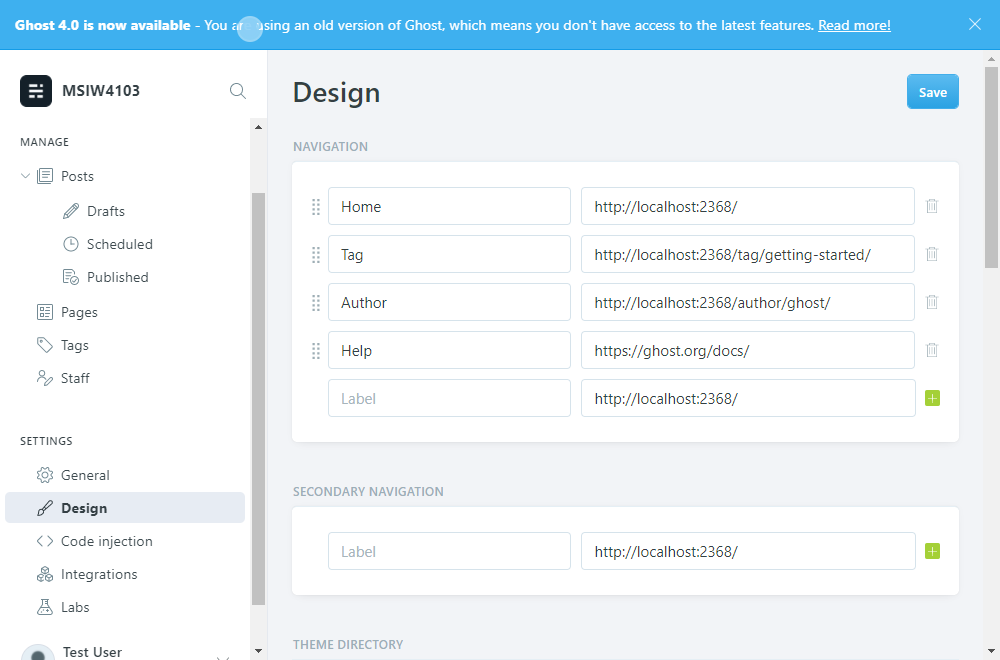 Ghost 4.0 is now available - You are using an old version of Ghost, which means you don't have access to the latest features. Read more!
MSIW4103
MANAGE
Posts
Drafts
Scheduled
Published
Pages
Tags
Staff
SETTINGS
General
Design
Code injection
Integrations
Labs
Test User
Design
Save
NAVIGATION
Home http://localhost:2368/
Tag http://localhost:2368/tag/getting-started/
Author http://localhost:2368/author/ghost/
Help https://ghost.org/docs/
Label http://localhost:2368/
SECONDARY NAVIGATION
Label http://localhost:2368/
THEME DIRECTORY